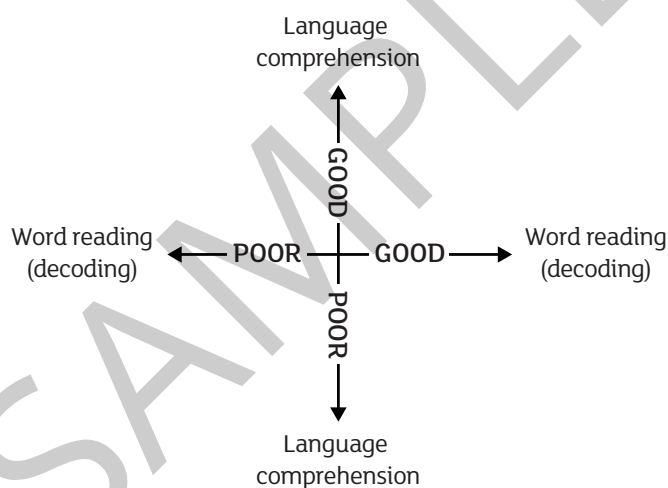 Language
comprehension
GOOD
Word reading
(decoding)
POOR
GOOD
Word reading
(decoding)
POOR
Language
comprehension
SAMPLE